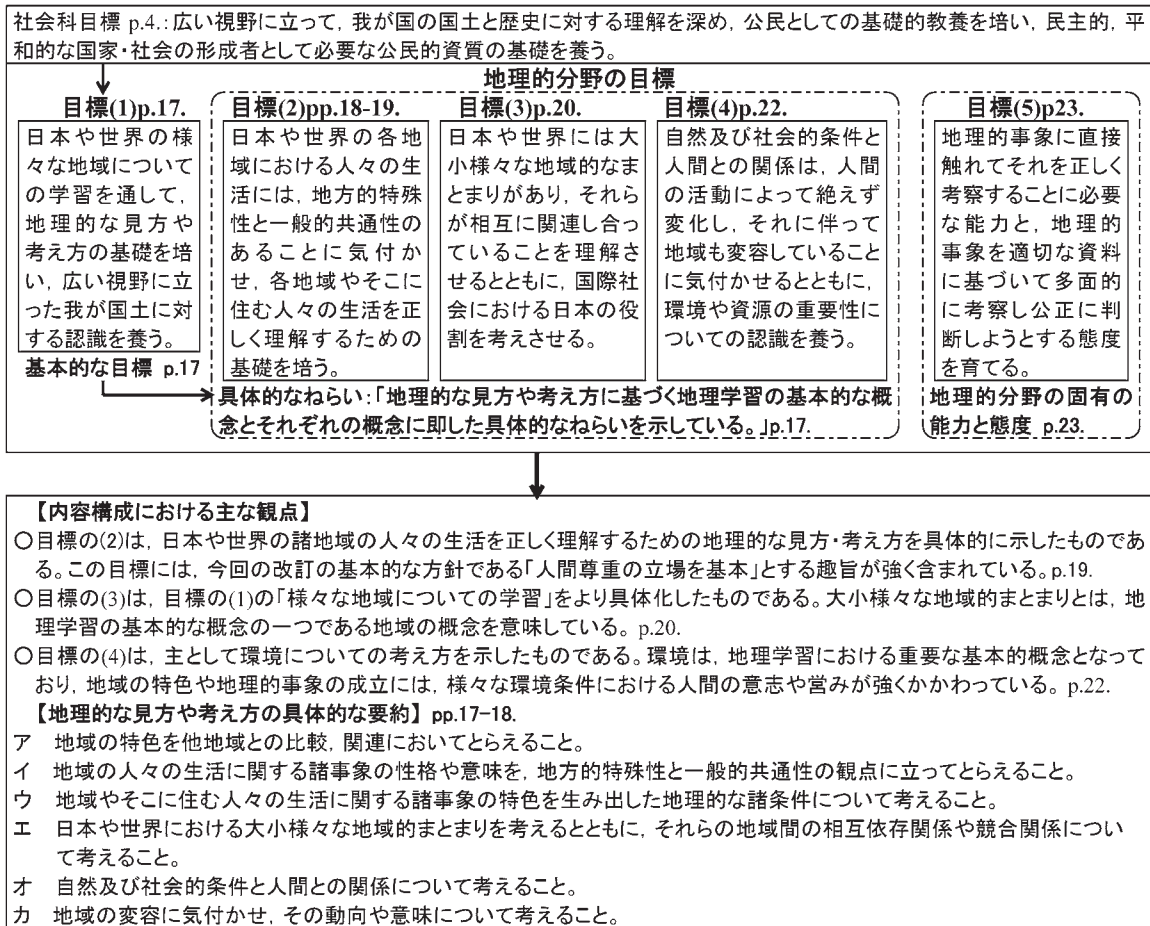 社会科目標 p.4.:広い視野に立って,我が国の国土と歴史に対する理解を深め,公民としての基礎的教養を培い,民主的,平
和的な国家・社会の形成者として必要な公民的資質の基礎を養う。
地理的分野の目標
目標(1)p.17.
日本や世界の様
々な地域について
の学習を通して,
地理的な見方や
考え方の基礎を培
い,広い視野に立
った我が国土に対
する認識を養う。
基本的な目標 p.17
目標(2)pp.18-19.
日本や世界の各地
域における人々の生
活には,地方的特殊
性と一般的共通性の
あることに気付か
せ,各地域やそこに
住む人々の生活を正
しく理解するための
基礎を培う。
目標(3)p.20.
日本や世界には大
小様々な地域的なま
とまりがあり,それら
が相互に関連し合っ
ていることを理解さ
せるとともに,国際社
会における日本の役
割を考えさせる。
目標(4)p.22.
自然及び社会的条件と
人間との関係は,人間
の活動によって絶えず
変化し,それに伴って
地域も変容していること
に気付かせるとともに,
環境や資源の重要性に
ついての認識を養う。
具体的なねらい:「地理的な見方や考え方に基づく地理学習の基本的な概
念とそれぞれの概念に即した具体的なねらいを示している。」p.17.
目標(5)p23.
地理的事象に直接
触れてそれを正しく
考察することに必要
な能力と,地理的
事象を適切な資料
に基づいて多面的
に考察し公正に判
断しようとする態度
を育てる。
地理的分野の固有の
能力と態度 p.23.
【内容構成における主な観点】
○目標の(2)は,日本や世界の諸地域の人々の生活を正しく理解するための地理的な見方・考え方を具体的に示したものであ
る。この目標には,今回の改訂の基本的な方針である「人間尊重の立場を基本」とする趣旨が強く含まれている。p.19.
○目標の(3)は,目標の(1)の「様々な地域についての学習」をより具体化したものである。大小様々な地域的まとまりとは,地
理学習の基本的な概念の一つである地域の概念を意味している。 p.20.
○目標の(4)は,主として環境についての考え方を示したものである。環境は,地理学習における重要な基本的概念となって
おり,地域の特色や地理的事象の成立には,様々な環境条件における人間の意志や営みが強くかかわっている。 p.22.
【地理的な見方や考え方の具体的な要約】 pp.17-18.
ア 地域の特色を他地域との比較,関連においてとらえること。
イ 地域の人々の生活に関する諸事象の性格や意味を,地方的特殊性と一般的共通性の観点に立ってとらえること。
ウ 地域やそこに住む人々の生活に関する諸事象の特色を生み出した地理的な諸条件について考えること。
エ 日本や世界における大小様々な地域的まとまりを考えるとともに,それらの地域間の相互依存関係や競合関係につい
て考えること。
オ 自然及び社会的条件と人間との関係について考えること。
カ 地域の変容に気付かせ,その動向や意味について考えること。